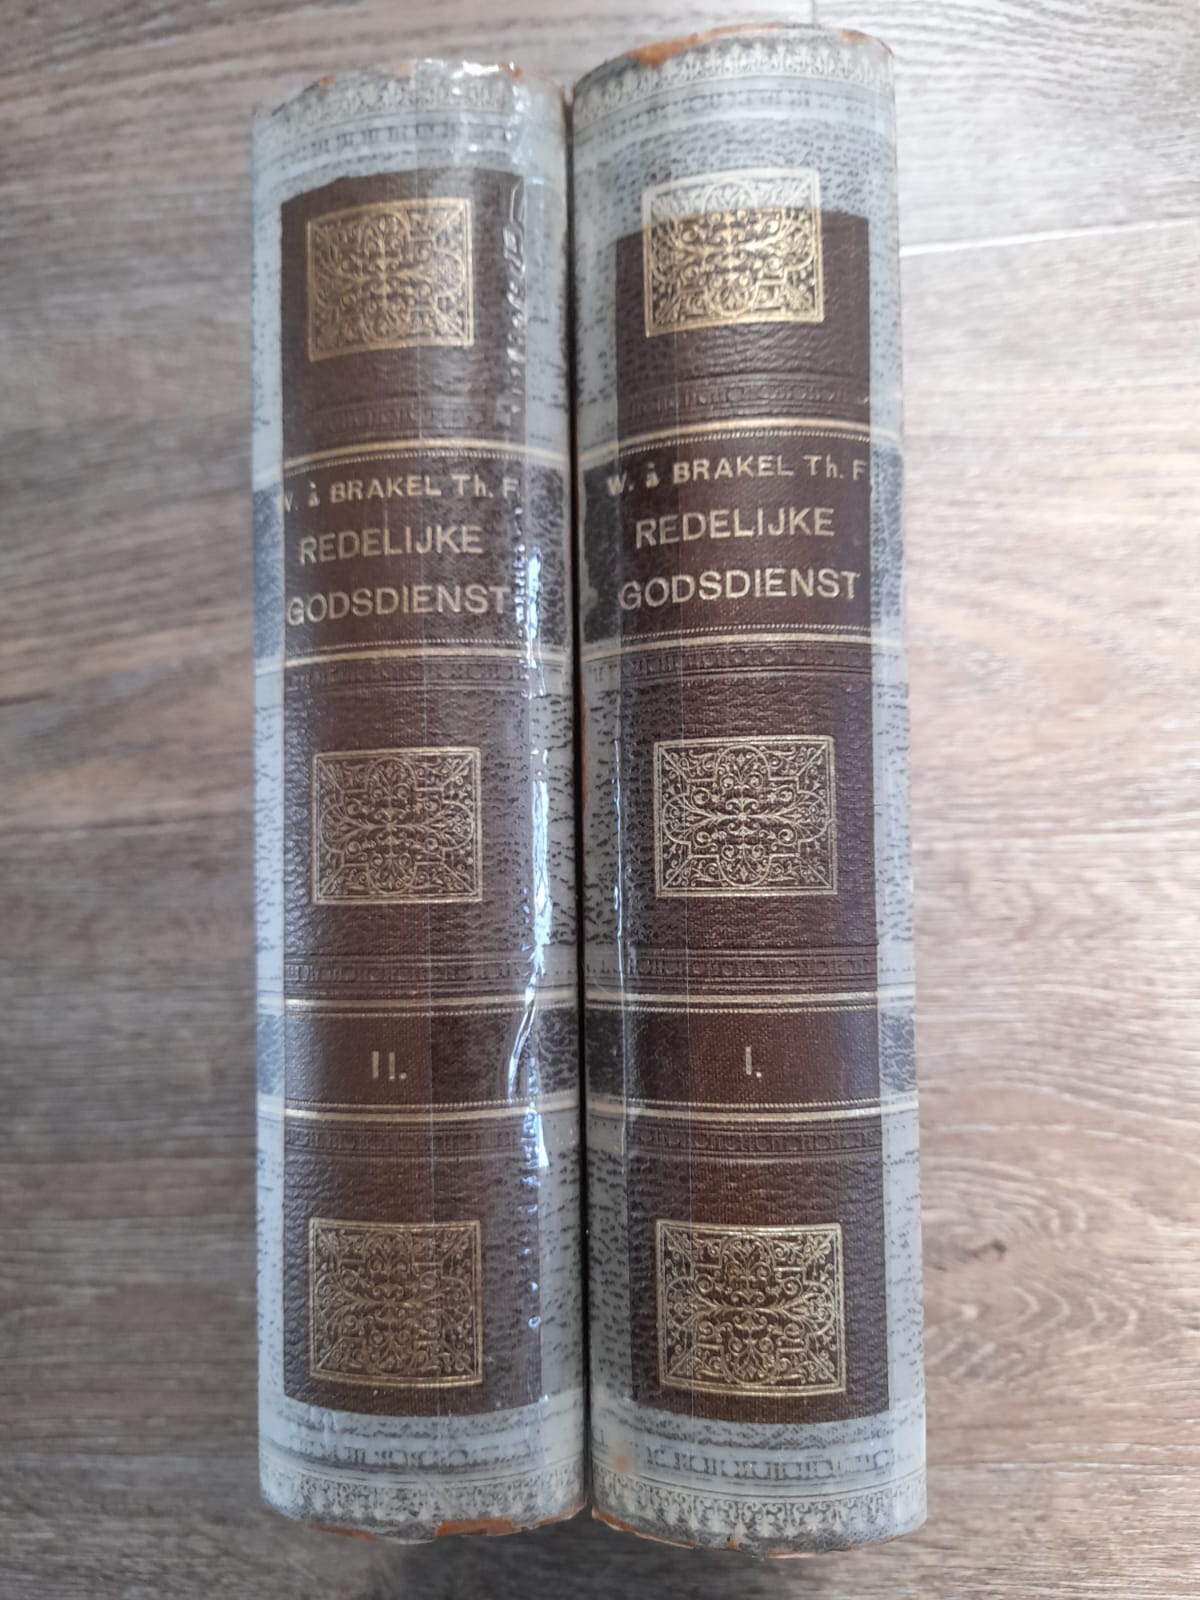 W. à BRAKEL Th. F.
REDELIJKE
GODSDIENST
II.
W. à BRAKEL Th. F.
REDELIJKE
GODSDIENST
I.